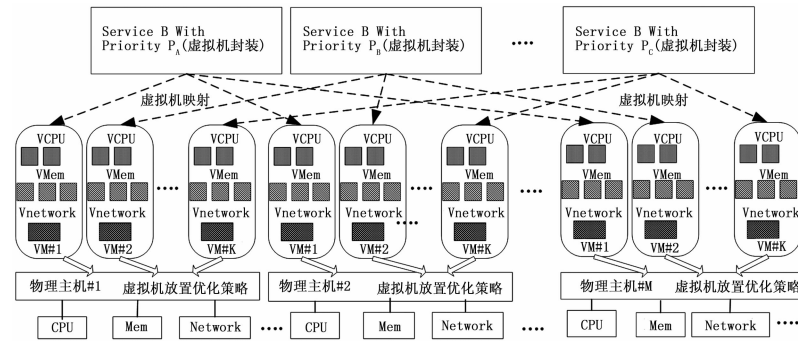 Service B With
Priority PA(虚拟机封装)
Service B With
Priority PB(虚拟机封装)
Service B With
Priority PC(虚拟机封装)
虚拟机映射
虚拟机映射
VCPU
VMem
Vnetwork
VM#1
VCPU
VMem
Vnetwork
VM#2
VCPU
VMem
Vnetwork
VM#K
VCPU
VMem
Vnetwork
VM#1
VCPU
VMem
Vnetwork
VM#2
VCPU
VMem
Vnetwork
VM#K
VCPU
VMem
Vnetwork
VM#1
VCPU
VMem
Vnetwork
VM#2
VCPU
VMem
Vnetwork
VM#K
物理主机#1 虚拟机放置优化策略
物理主机#2 虚拟机放置优化策略
物理主机#M 虚拟机放置优化策略
CPU
Mem
Network
CPU
Mem
Network
CPU
Mem
Network